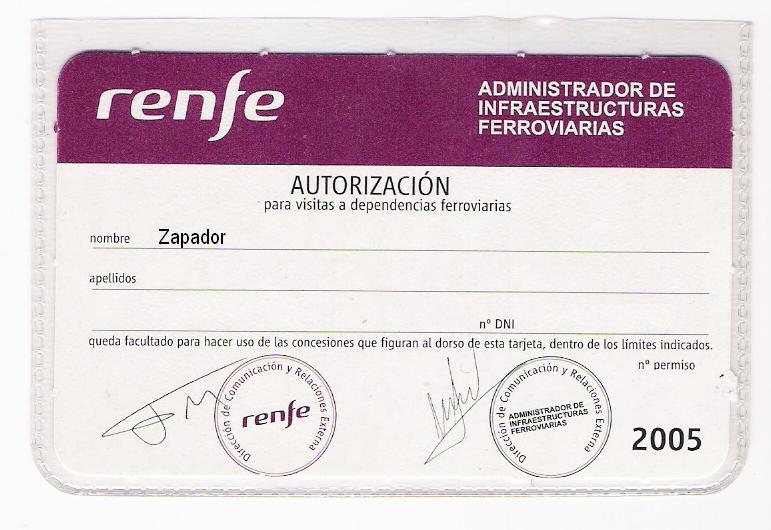 renfe
ADMINISTRADOR DE
INFRAESTRUCTURAS
FERROVIARIAS
AUTORIZACIÓN
para visitas a dependencias ferroviarias
nombre Zapador
apellidos
nº DNI
queda facultado para hacer uso de las concesiones que figuran al dorso de esta tarjeta, dentro de los límites indicados.
nº permiso
Dirección de Comunicación y Relaciones Externa
renfe
Dirección de Comunicación y Relaciones Externa
ADMINISTRADOR DE
INFRAESTRUCTURAS
FERROVIARIAS
2005